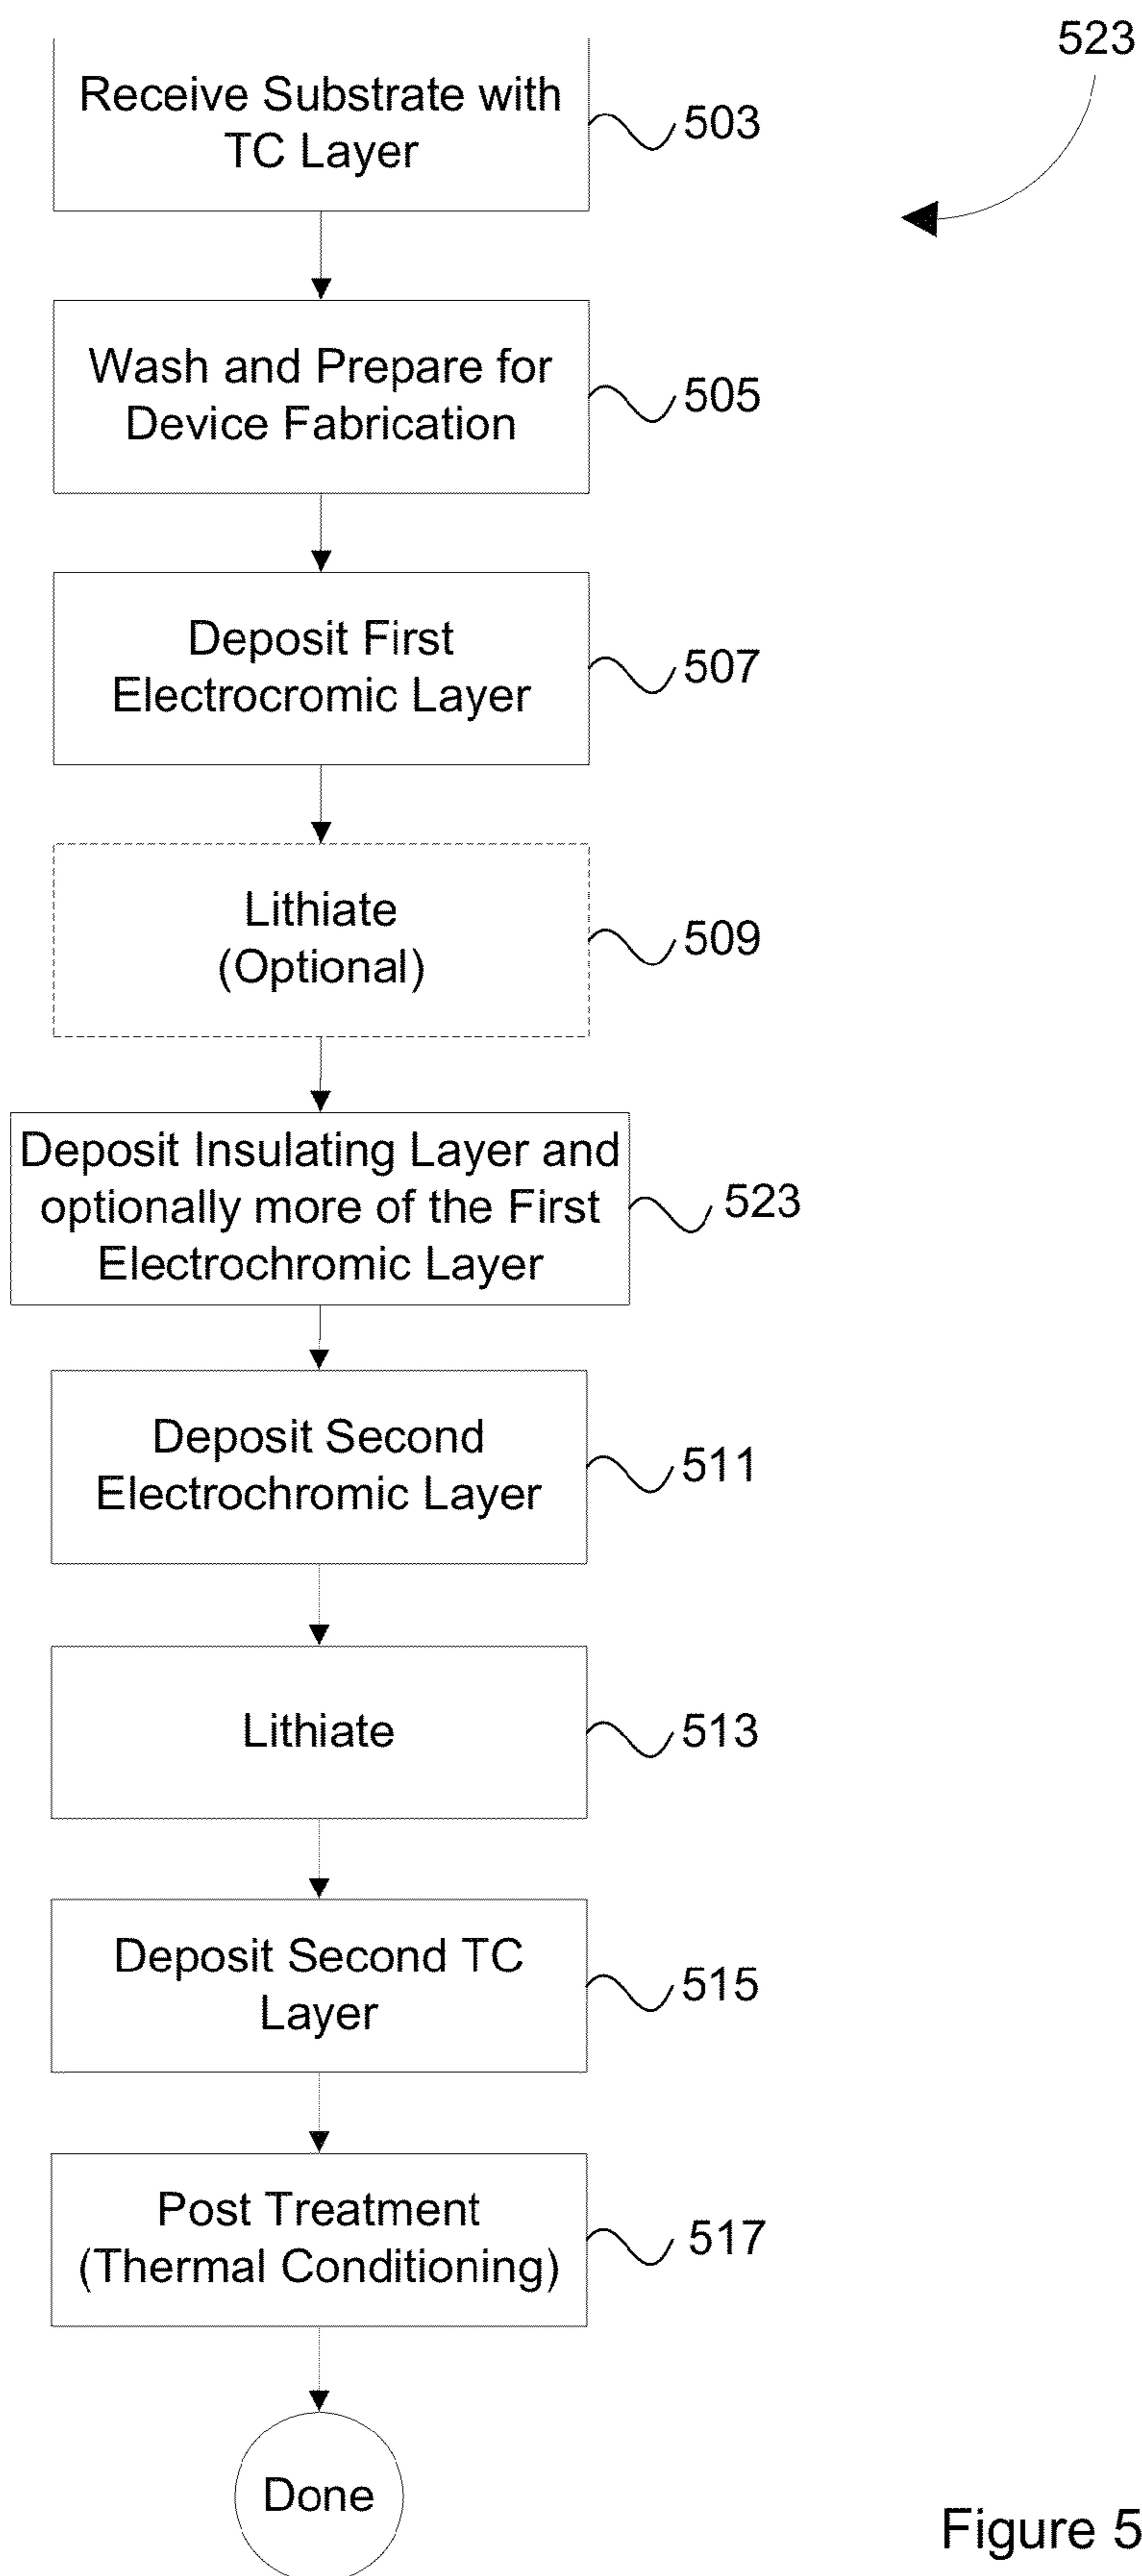 523
Receive Substrate with
TC Layer
503
Wash and Prepare for
Device Fabrication
505
Deposit First
Electrocromic Layer
507
Lithiate
(Optional)
509
Deposit Insulating Layer and
optionally more of the First
Electrochromic Layer
523
Deposit Second
Electrochromic Layer
511
Lithiate
513
Deposit Second TC
Layer
515
Post Treatment
(Thermal Conditioning)
517
Done
Figure 5